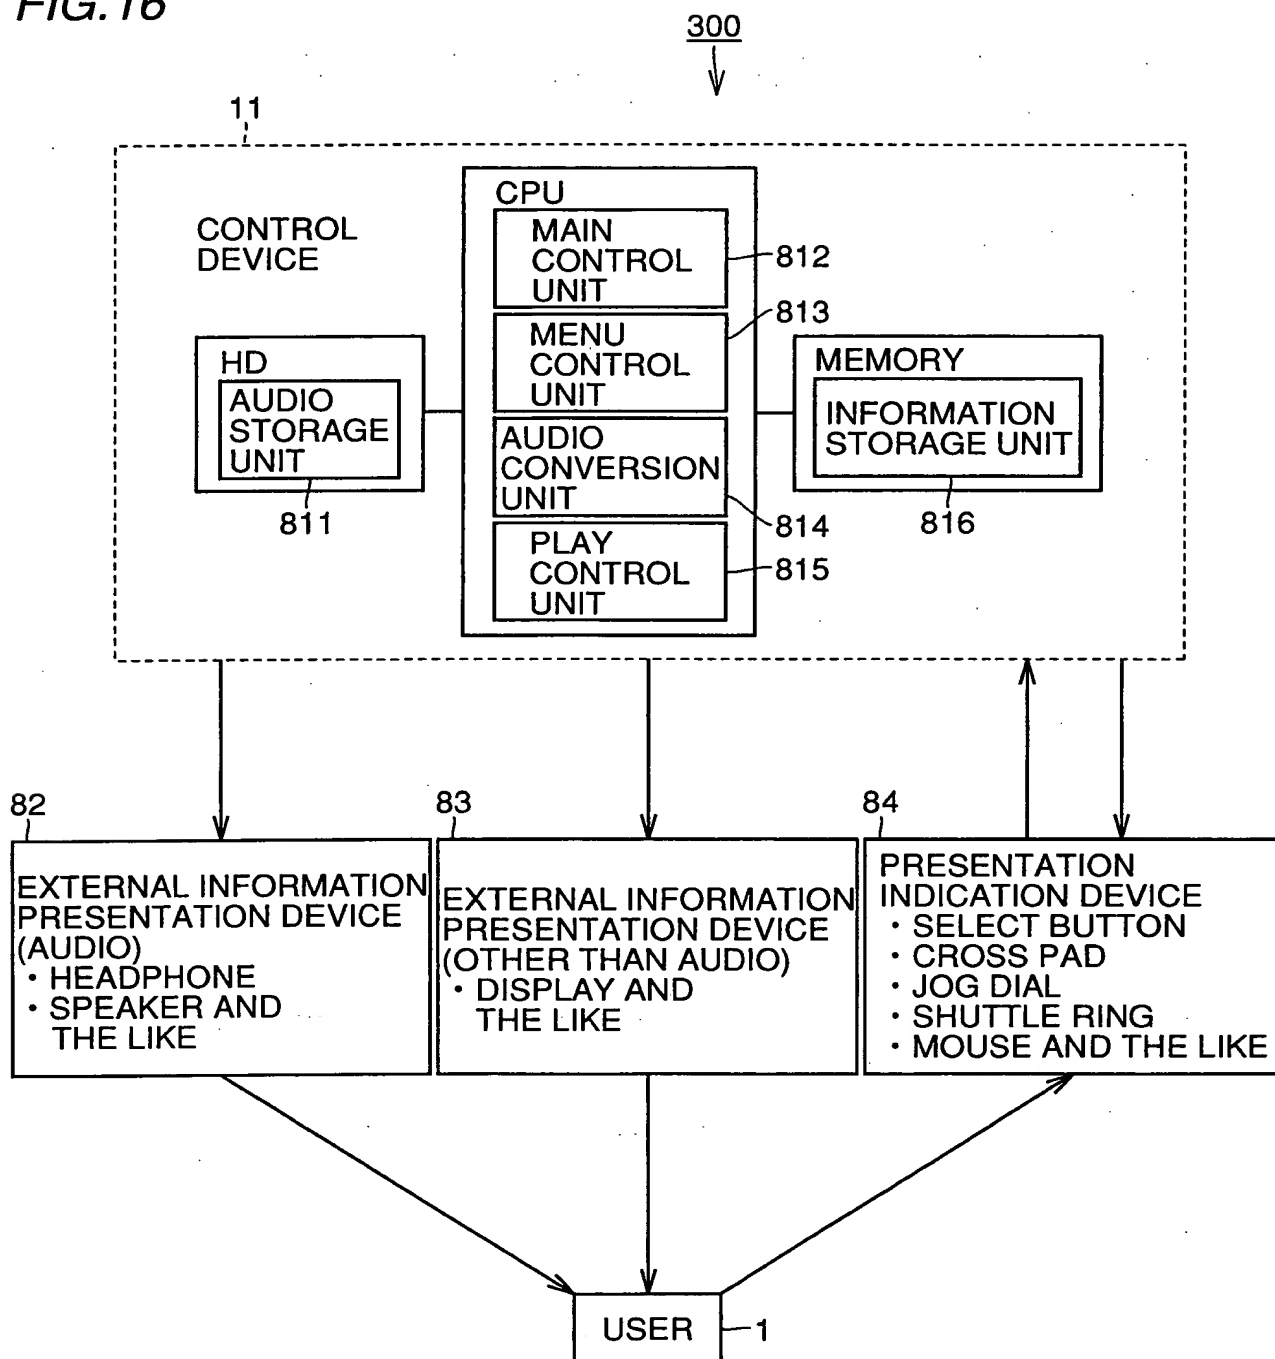 FIG. 16
300
11
CONTROL
DEVICE
CPU
MAIN
CONTROL
UNIT
812
MENU
CONTROL
UNIT
813
AUDIO
CONVERSION
UNIT
814
PLAY
CONTROL
UNIT
815
HD
AUDIO
STORAGE
UNIT
811
MEMORY
INFORMATION
STORAGE UNIT
816
82
EXTERNAL INFORMATION
PRESENTATION DEVICE
(AUDIO)
・HEADPHONE
・SPEAKER AND
THE LIKE
83
EXTERNAL INFORMATION
PRESENTATION DEVICE
(OTHER THAN AUDIO)
・DISPLAY AND
THE LIKE
84
PRESENTATION
INDICATION DEVICE
・SELECT BUTTON
・CROSS PAD
・JOG DIAL
・SHUTTLE RING
・MOUSE AND THE LIKE
USER
1